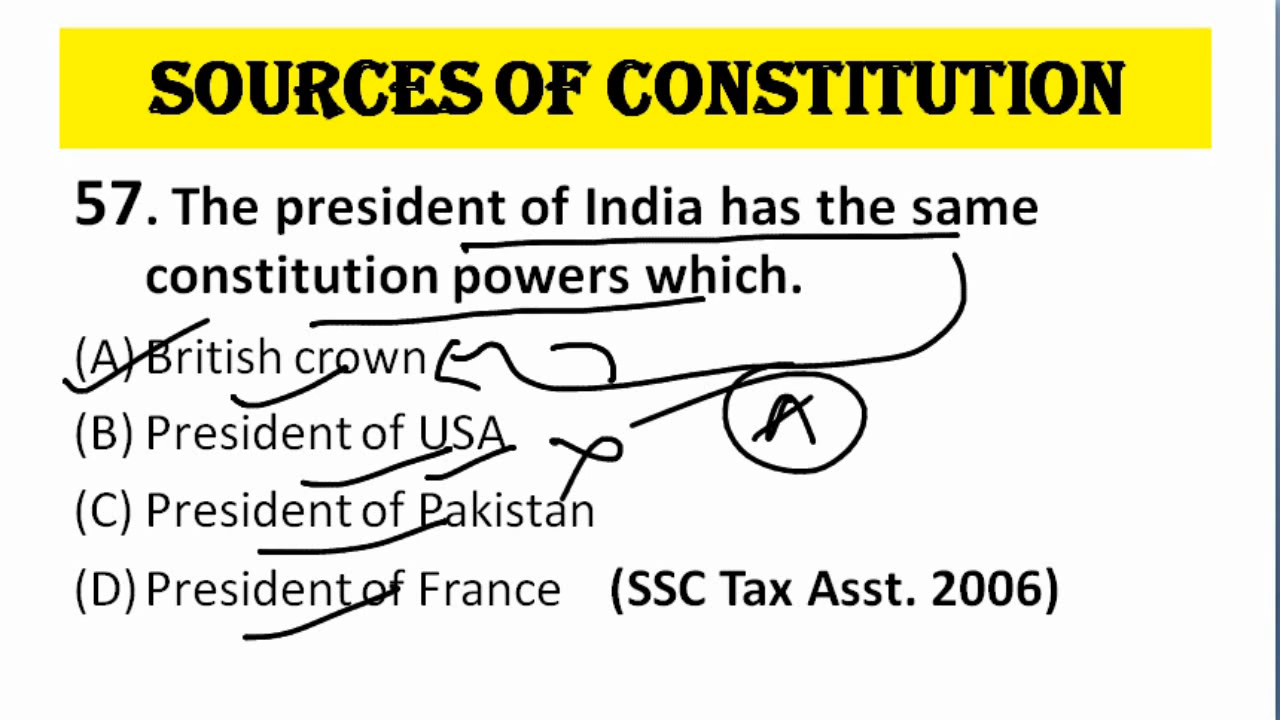 SOURCES OF CONSTITUTION
57. The president of India has the same
constitution powers which.
(A) British crown
(B) President of USA
(C) President of Pakistan
(D) President of France (SSC Tax Asst. 2006)
A